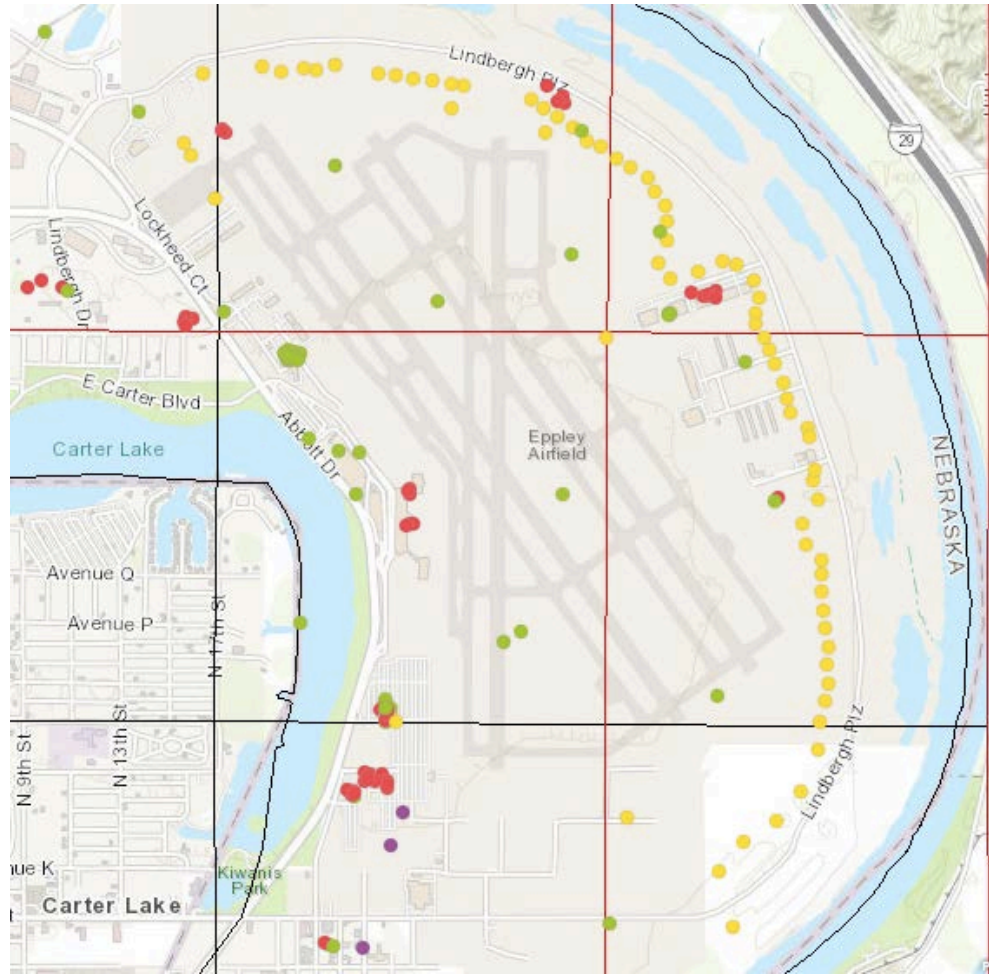 Lindbergh Plz
29
Lockheed Ct
Lindbergh Dr
E Carter Blvd
Abbott Dr
Carter Lake
Eppley
Airfield
NEBRASKA
Avenue Q
Avenue P
N 17th St
N 13th St
N 9th St
Lindbergh Plz
nue K
Kiwanis
Park
Carter Lake